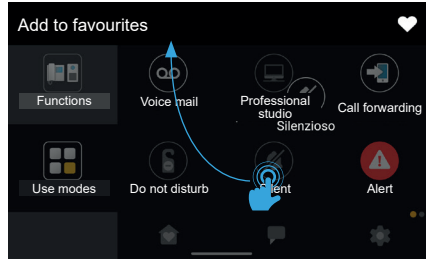 Add to favourites
Functions
Voice mail
Professional
studio
Call forwarding
Silenzioso
Use modes
Do not disturb
Silent
Alert